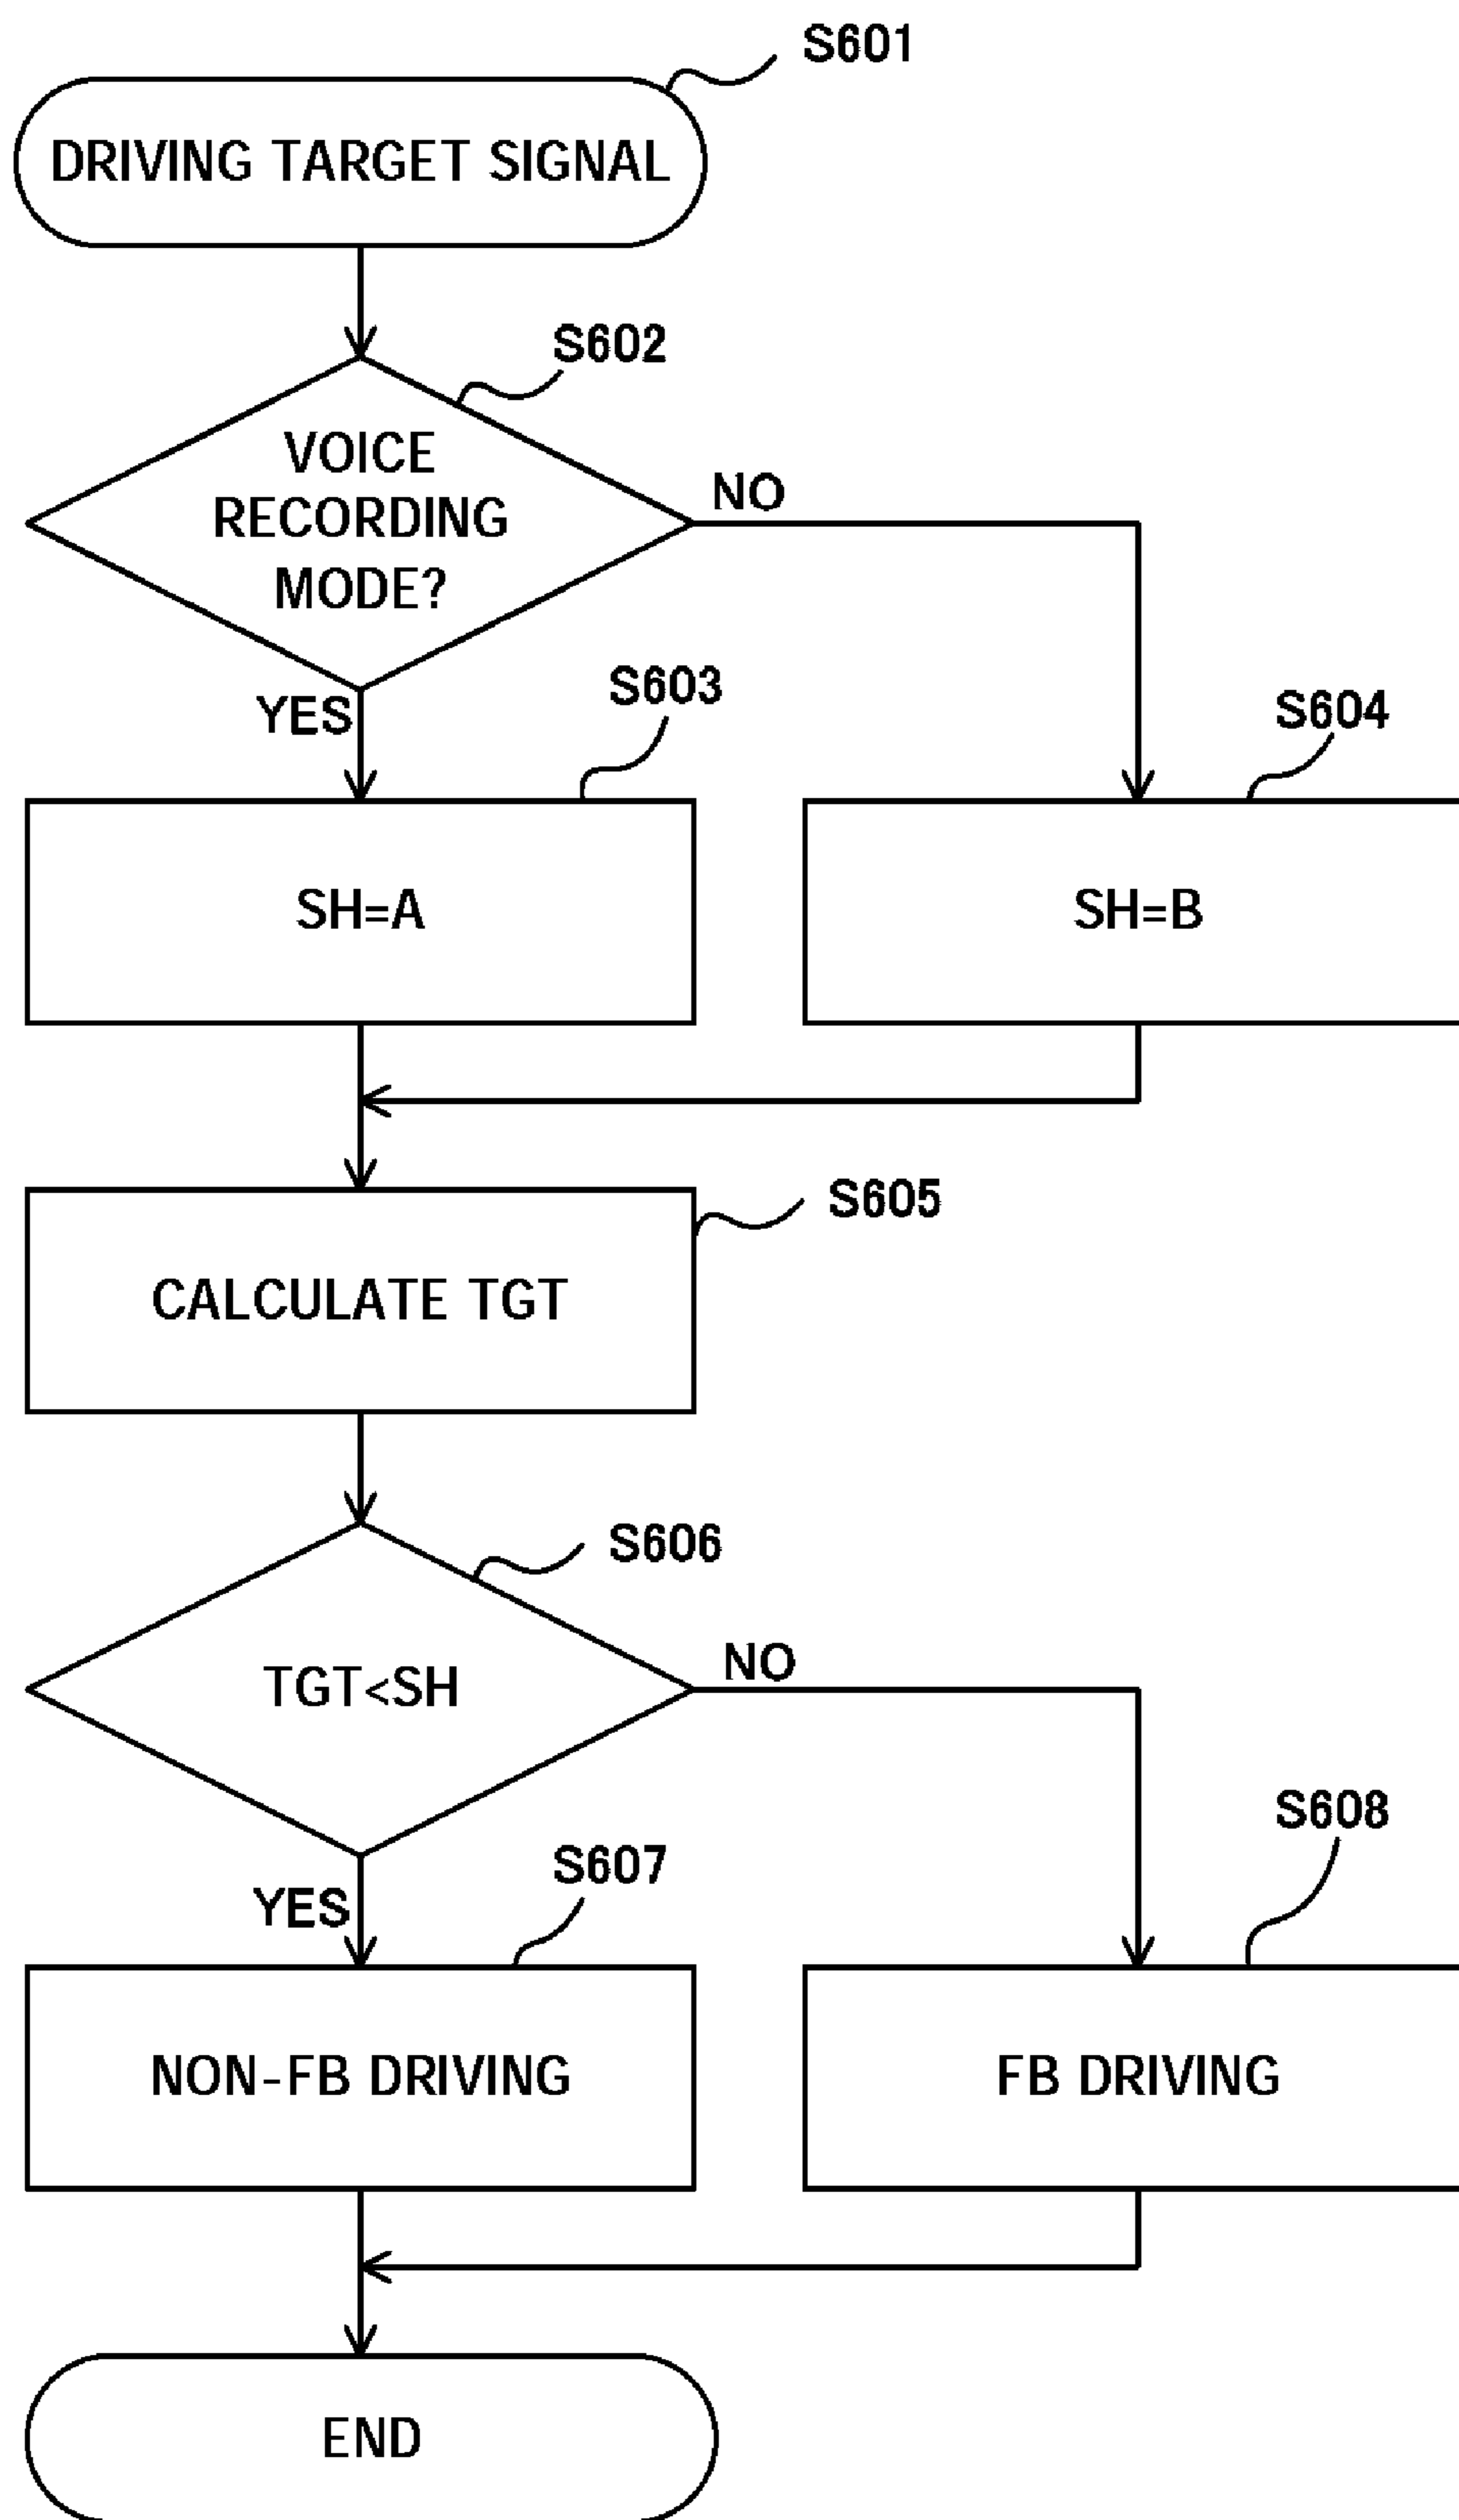 S601
DRIVING TARGET SIGNAL
S602
VOICE
RECORDING
MODE?
NO
YES
S603
S604
SH=A
SH=B
S605
CALCULATE TGT
S606
TGT<SH
NO
YES
S607
S608
NON-FB DRIVING
FB DRIVING
END